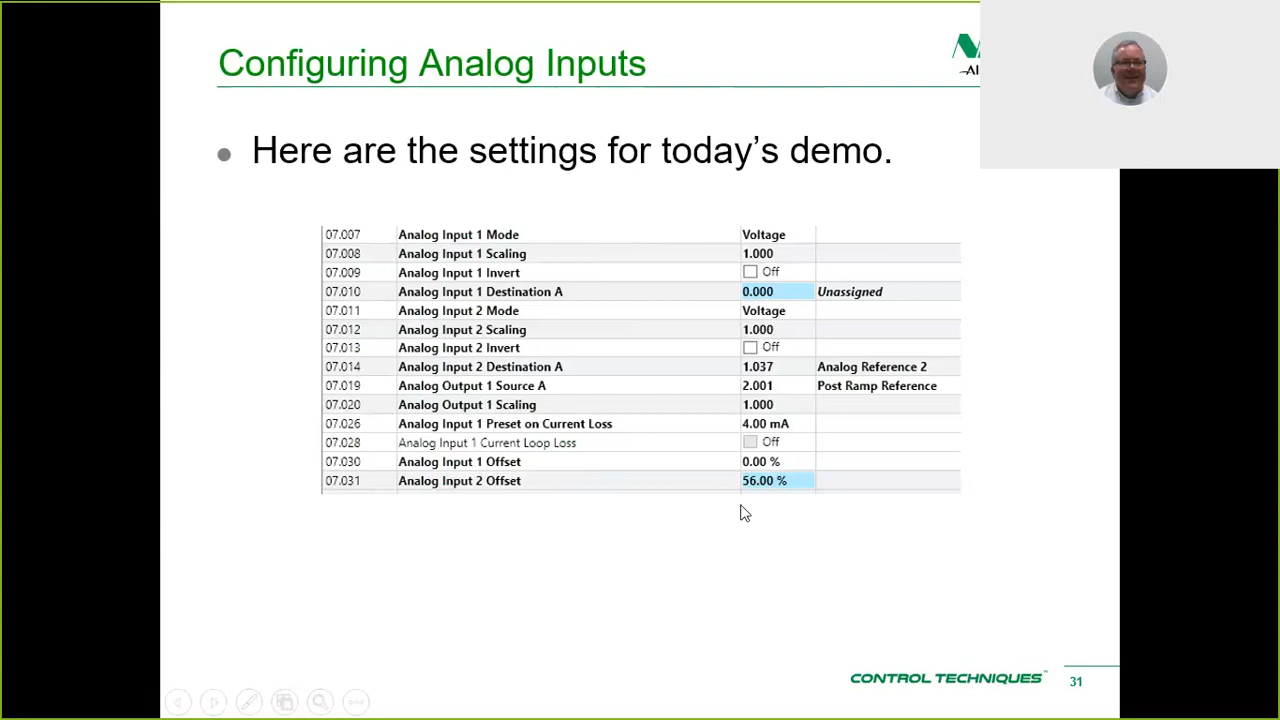 Configuring Analog Inputs
Here are the settings for today's demo.
07.007 Analog Input 1 Mode Voltage
07.008 Analog Input 1 Scaling 1.000
07.009 Analog Input 1 Invert Off
07.010 Analog Input 1 Destination A 0.000 Unassigned
07.011 Analog Input 2 Mode Voltage
07.012 Analog Input 2 Scaling 1.000
07.013 Analog Input 2 Invert Off
07.014 Analog Input 2 Destination A 1.037 Analog Reference 2
07.019 Analog Output 1 Source A 2.001 Post Ramp Reference
07.020 Analog Output 1 Scaling 1.000
07.026 Analog Input 1 Preset on Current Loss 4.00 mA
07.028 Analog Input 1 Current Loop Loss Off
07.030 Analog Input 1 Offset 0.00 %
07.031 Analog Input 2 Offset 56.00 %
CONTROL TECHNIQUES™
31